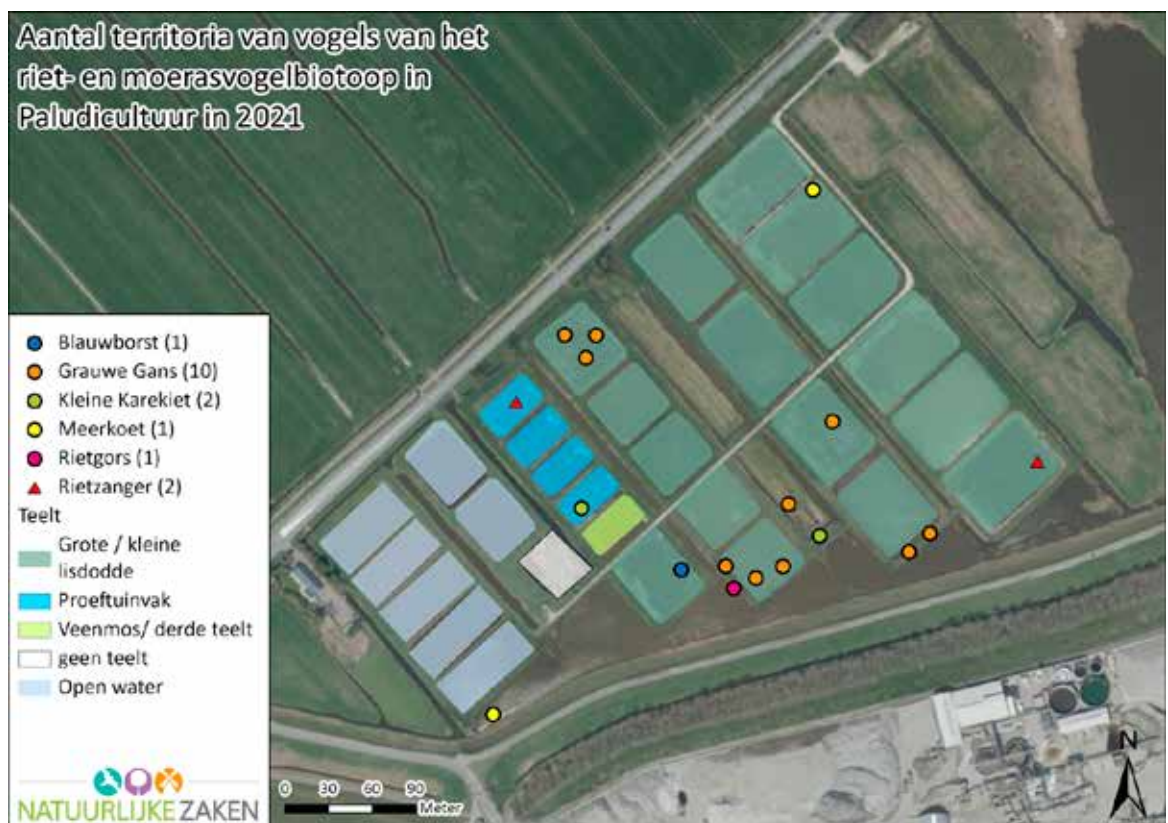 Aantal territoria van vogels van het
riet- en moerasvogelbiotoop in
Paludicultuur in 2021
Blauwborst (1)
Grauwe Gans (10)
Kleine Karekiet (2)
Meerkoet (1)
Rietgors (1)
Rietzanger (2)
Teelt
Grote / kleine
lisdodde
Proeftuinvak
Veenmos/ derde teelt
geen teelt
Open water
NATUURLIJKE ZAKEN
0 30 60 90
Meter
N